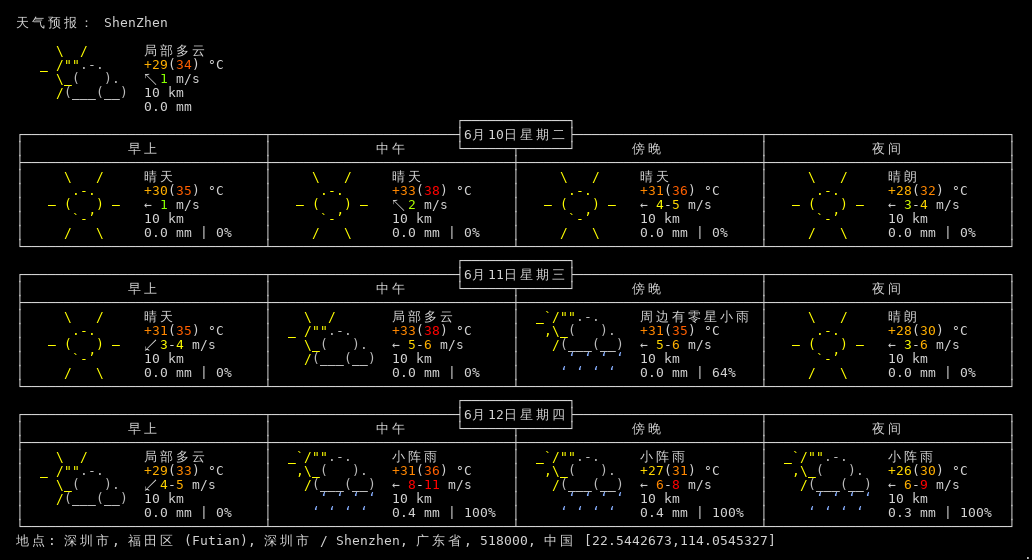 天气预报： ShenZhen
局部多云
+29(34) °C
↖ 1 m/s
10 km
0.0 mm
6月10日星期二
早上 中午 傍晚 夜间
晴天 晴天 晴天 晴朗
+30(35) °C +33(38) °C +31(36) °C +28(32) °C
← 1 m/s ↖ 2 m/s ← 4-5 m/s ← 3-4 m/s
10 km 10 km 10 km 10 km
0.0 mm | 0% 0.0 mm | 0% 0.0 mm | 0% 0.0 mm | 0%
6月11日星期三
早上 中午 傍晚 夜间
晴天 局部多云 周边有零星小雨 晴朗
+31(35) °C +33(38) °C +31(35) °C +28(30) °C
↙ 3-4 m/s ← 5-6 m/s ← 5-6 m/s ← 3-6 m/s
10 km 10 km 10 km 10 km
0.0 mm | 0% 0.0 mm | 0% 0.0 mm | 64% 0.0 mm | 0%
6月12日星期四
早上 中午 傍晚 夜间
局部多云 小阵雨 小阵雨 小阵雨
+29(33) °C +31(36) °C +27(31) °C +26(30) °C
↙ 4-5 m/s ← 8-11 m/s ← 6-8 m/s ← 6-9 m/s
10 km 10 km 10 km 10 km
0.0 mm | 0% 0.4 mm | 100% 0.4 mm | 100% 0.3 mm | 100%
地点: 深圳市, 福田区 (Futian), 深圳市 / Shenzhen, 广东省, 518000, 中国 [22.5442673,114.0545327]